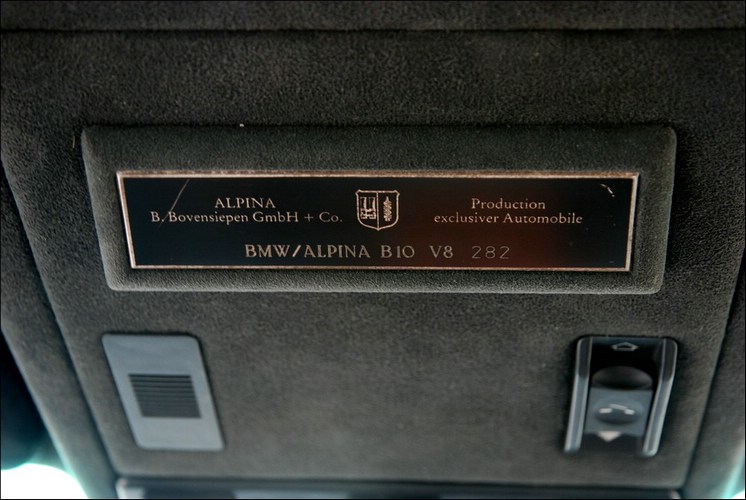 ALPINA
B. Bovensiepen GmbH + Co.
Production
exclusiver Automobile
BMW/ALPINA B10 V8 282